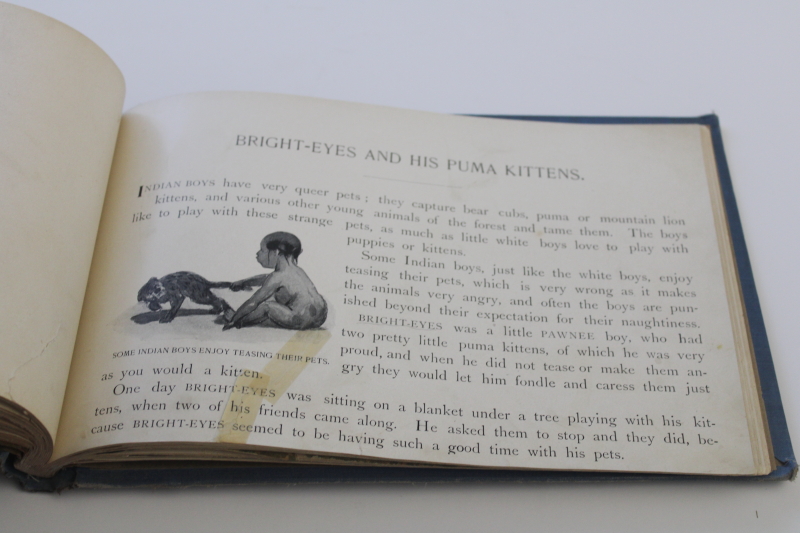 BRIGHT-EYES AND HIS PUMA KITTENS.
INDIAN BOYS have very queer pets; they capture bear cubs, puma or mountain lion
kittens, and various other young animals of the forest and tame them. The boys
like to play with these strange pets, as much as little white boys love to play with
puppies or kittens.
Some Indian boys, just like the white boys, enjoy
teasing their pets, which is very wrong as it makes
the animals very angry, and often the boys are pun-
ished beyond their expectation for their naughtiness.
BRIGHT-EYES was a little PAWNEE boy, who had
two pretty little puma kittens, of which he was very
proud, and when he did not tease or make them an-
gry they would let him fondle and caress them just
SOME INDIAN BOYS ENJOY TEASING THEIR PETS.
as you would a kitten.
One day BRIGHT-EYES was sitting on a blanket under a tree playing with his kit-
tens, when two of his friends came along. He asked them to stop and they did, be-
cause BRIGHT-EYES seemed to be having such a good time with his pets.